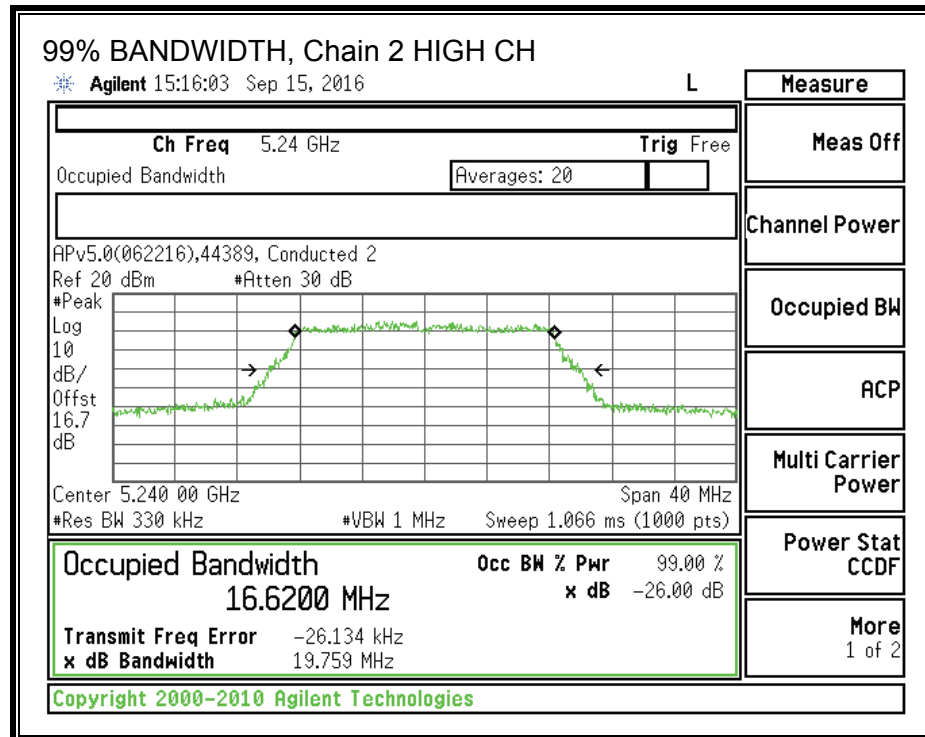 99% BANDWIDTH, Chain 2 HIGH CH
Agilent 15:16:03 Sep 15, 2016 L
Measure
Ch Freq 5.24 GHz Trig Free
Meas Off
Occupied Bandwidth Averages: 20
Channel Power
APv5.0(062216),44389, Conducted 2
Ref 20 dBm #Atten 30 dB
#Peak
Log
10
dB/
Offst
16.7
dB
Occupied BW
ACP
Multi Carrier
Power
Center 5.240 00 GHz Span 40 MHz
#Res BW 330 kHz #VBW 1 MHz Sweep 1.066 ms (1000 pts)
Power Stat
CCDF
Occupied Bandwidth Occ BW % Pwr 99.00 %
16.6200 MHz x dB -26.00 dB
Transmit Freq Error -26.134 kHz
x dB Bandwidth 19.759 MHz
More
1 of 2
Copyright 2000-2010 Agilent Technologies